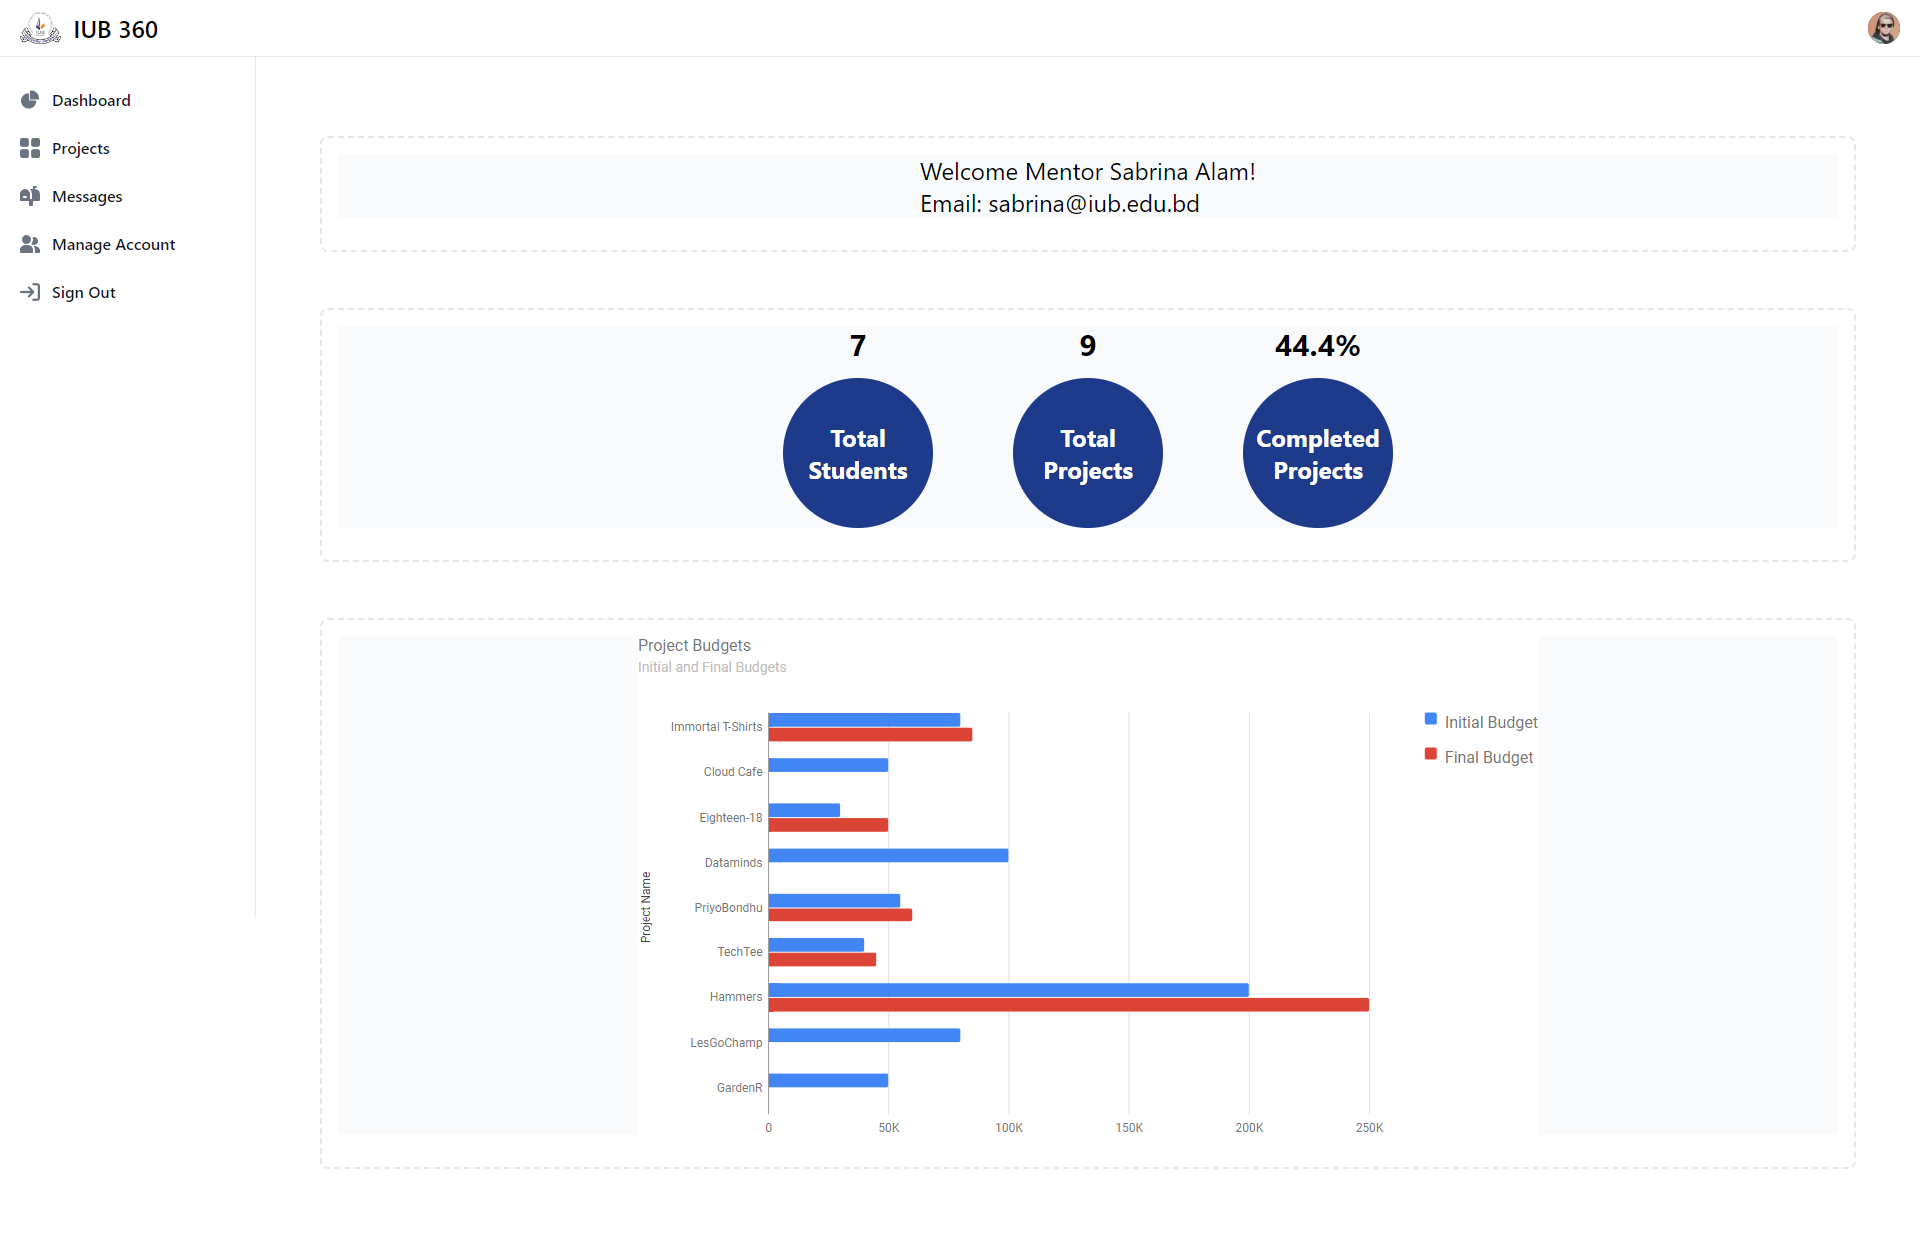 IUB 360
Dashboard
Projects
Messages
Manage Account
Sign Out
Welcome Mentor Sabrina Alam!
Email: sabrina@iub.edu.bd
7
9
44.4%
Total
Students
Total
Projects
Completed
Projects
Project Budgets
Initial and Final Budgets
Project Name
Immortal T-Shirts
Cloud Cafe
Eighteen-18
Dataminds
PriyoBondhu
TechTee
Hammers
LesGoChamp
GardenR
0
50K
100K
150K
200K
250K
Initial Budget
Final Budget